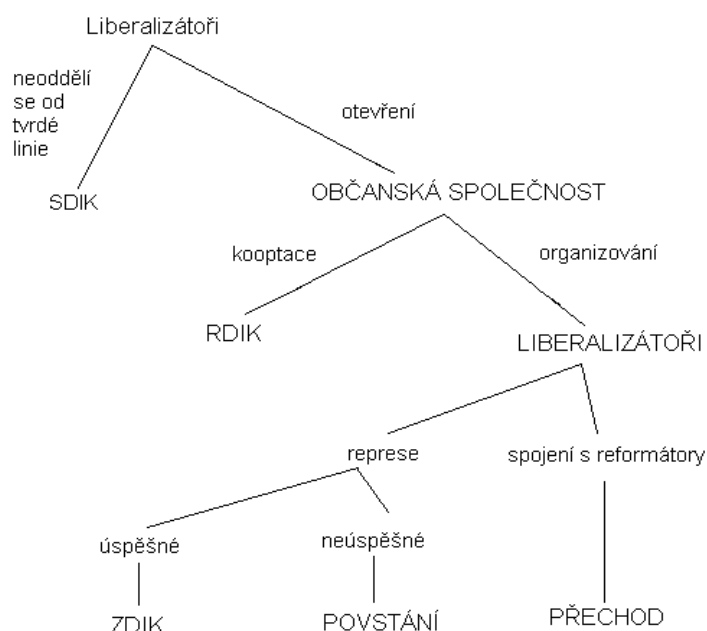 Liberalizátoři
neoddělí
se od
tvrdé
linie
otevření
SDIK
OBČANSKÁ SPOLEČNOST
kooptace
organizování
RDIK
LIBERALIZÁTOŘI
represe
spojení s reformátory
úspěšné
neúspěšné
ZDIK
POVSTÁNÍ
PŘECHOD